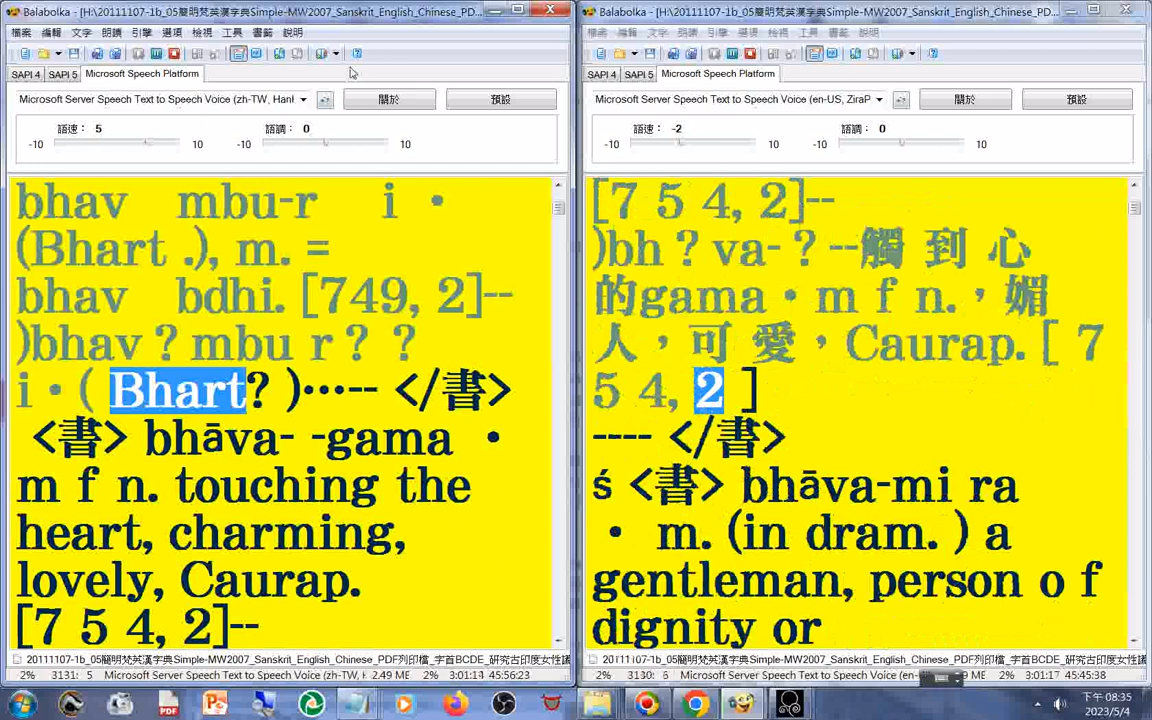 Balabolka - [H:\20111107-1b_05簡明梵英漢字典Simple-MW2007_Sanskrit_English_Chinese_PD...
檔案 編輯 文字 朗讀 引擎 選項 檢視 工具 書籤 說明
SAPI 4 SAPI 5 Microsoft Speech Platform
Microsoft Server Speech Text to Speech Voice (zh-TW, Hanl 關於 預設
語速： 5 語調： 0
-10 10 -10 10
bhav mbu-r i •
(Bhart .), m. =
bhav bdhi. [749, 2]--
)bhav ? mbu r ? ?
i • ( Bhart? )…-- </書>
<書> bhāva- -gama •
m f n. touching the
heart, charming,
lovely, Caurap.
[7 5 4, 2]--
20111107-1b_05簡明梵英漢字典Simple-MW2007_Sanskrit_English_Chinese_PDF列印檔_字首BCDE_研究古印度女性議
2% 3131: 5 Microsoft Server Speech Text to Speech Voice (zh-TW, H 2.49 MB 2% 3:01:14 45:56:23
Balabolka - [H:\20111107-1b_05簡明梵英漢字典Simple-MW2007_Sanskrit_English_Chinese_PD...
檔案 編輯 文字 朗讀 引擎 選項 檢視 工具 書籤 說明
SAPI 4 SAPI 5 Microsoft Speech Platform
Microsoft Server Speech Text to Speech Voice (en-US, ZiraP 關於 預設
語速： -2 語調： 0
-10 10 -10 10
[7 5 4, 2]--
)bh ? va- ? --觸 到 心
的gama • m f n.，媚
人，可 愛，Caurap. [ 7
5 4, 2 ]
---- </書>
ś <書> bhāva-mi ra
• m. (in dram. ) a
gentleman, person o f
dignity or
20111107-1b_05簡明梵英漢字典Simple-MW2007_Sanskrit_English_Chinese_PDF列印檔_字首BCDE_研究古印度女性議
2% 3130: 6 Microsoft Server Speech Text to Speech Voice (en-US, Z 2% 3:01:17 45:45:38
下午 08:35
2023/5/4